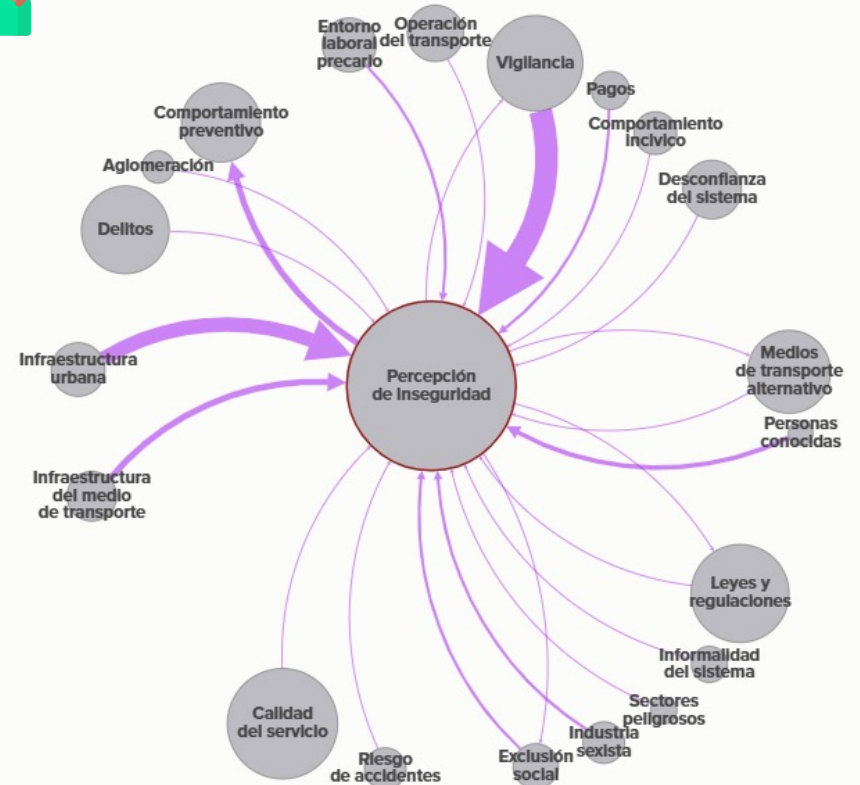 Entorno
laboral
precario
Operación
del transporte
Vigilancia
Pagos
Comportamiento
incivico
Desconfianza
del sistema
Comportamiento
preventivo
Aglomeración
Delitos
Infraestructura
urbana
Percepción
de inseguridad
Medios
de transporte
alternativo
Personas
conocidas
Infraestructura
del medio
de transporte
Leyes y
regulaciones
Informalidad
del sistema
Sectores
peligrosos
Industria
sexista
Exclusión
social
Calidad
del servicio
Riesgo
de accidentes